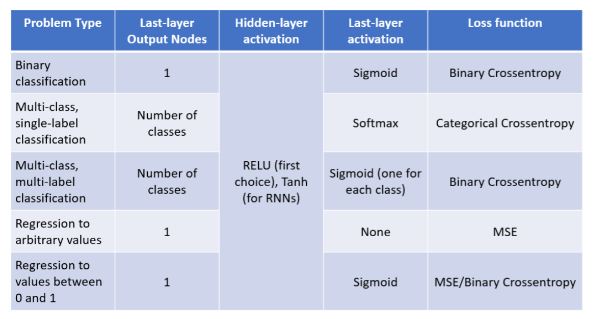 Problem Type
Last-layer
Output Nodes
Hidden-layer
activation
Last-layer
activation
Loss function
Binary
classification
1
Sigmoid
Binary Crossentropy
Multi-class,
single-label
classification
Number of
classes
Softmax
Categorical Crossentropy
Multi-class,
multi-label
classification
Number of
classes
RELU (first
choice), Tanh
(for RNNs)
Sigmoid (one for
each class)
Binary Crossentropy
Regression to
arbitrary values
1
None
MSE
Regression to
values between
0 and 1
1
Sigmoid
MSE/Binary Crossentropy